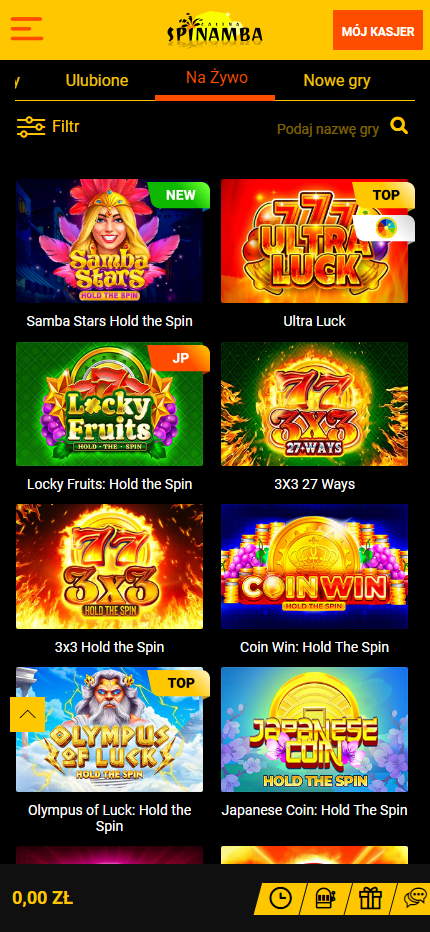 CASINO
SPINAMBA
MÓJ KASJER
y
Ulubione
Na Żywo
Nowe gry
Filtr
Podaj nazwę gry
NEW
Samba
Stars
HOLD THE SPIN
Samba Stars Hold the Spin
TOP
777
ULTRA
LUCK
Ultra Luck
JP
Locky
Fruits
HOLD • THE • SPIN
Locky Fruits: Hold the Spin
77
3X3
27 WAYS
3X3 27 Ways
77
3x3
HOLD THE SPIN
3x3 Hold the Spin
COIN WIN
HOLD THE SPIN
Coin Win: Hold The Spin
TOP
OLYMPUS
OF LUCK
HOLD THE SPIN
Olympus of Luck: Hold the
Spin
JAPANESE
COIN
HOLD THE SPIN
Japanese Coin: Hold The Spin
0,00 ZŁ